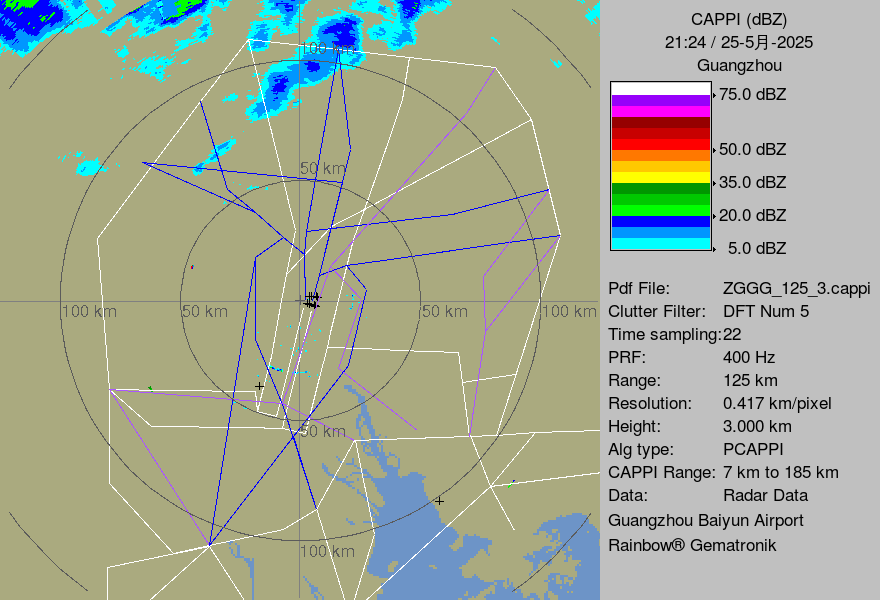 100 km
50 km
100 km
50 km
50 km
100 km
50 km
100 km
CAPPI (dBZ)
21:24 / 25-5月-2025
Guangzhou
75.0 dBZ
50.0 dBZ
35.0 dBZ
20.0 dBZ
5.0 dBZ
Pdf File: ZGGG_125_3.cappi
Clutter Filter: DFT Num 5
Time sampling:22
PRF: 400 Hz
Range: 125 km
Resolution: 0.417 km/pixel
Height: 3.000 km
Alg type: PCAPPI
CAPPI Range: 7 km to 185 km
Data: Radar Data
Guangzhou Baiyun Airport
Rainbow® Gematronik